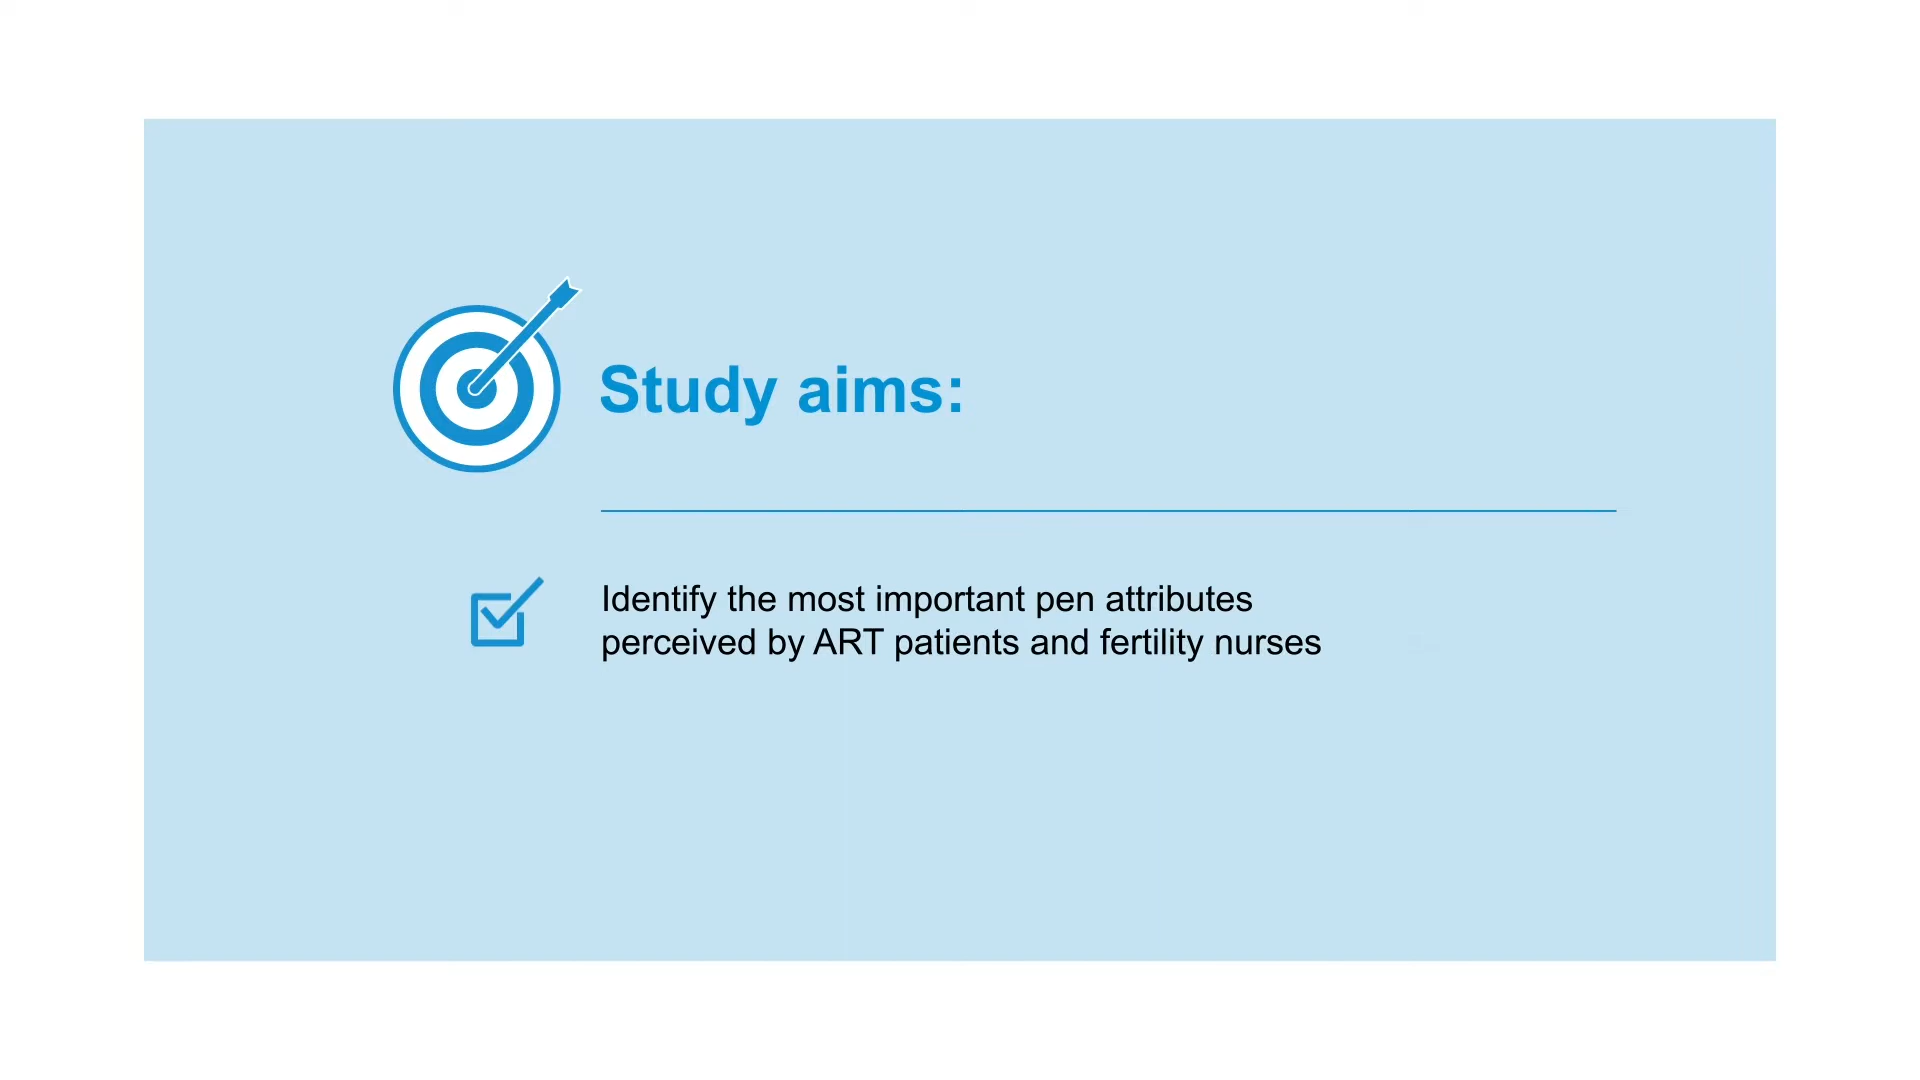 Study aims:
Identify the most important pen attributes
perceived by ART patients and fertility nurses